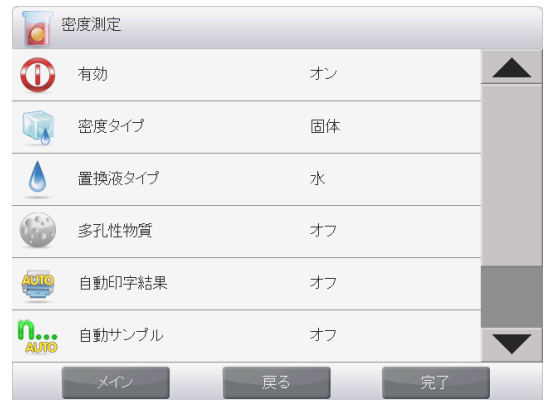 密度測定
有効 オン
密度タイプ 固体
置換液タイプ 水
多孔性物質 オフ
AUTO 自動印字結果 オフ
n... AUTO 自動サンプル オフ
メイン 戻る 完了